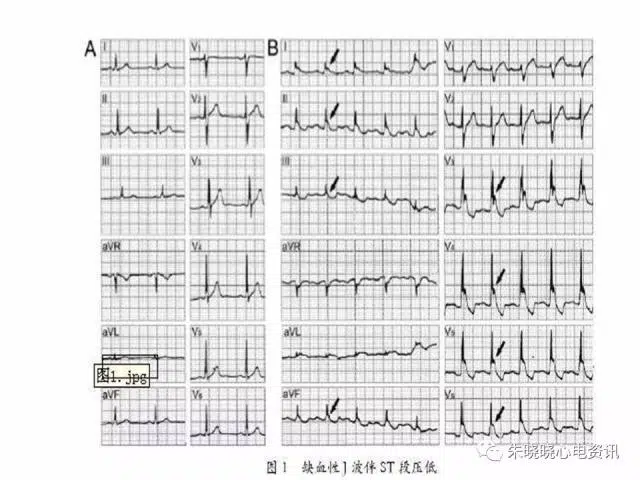 A
B
I
V₁
I
V₁
II
V₂
II
V₂
III
V₃
III
V₃
aVR
V₄
aVR
V₄
aVL
V₅
aVL
V₅
图1.jpg
aVF
V₆
aVF
V₆
图1 缺血性J波伴ST段压低
朱晓晓心电资讯